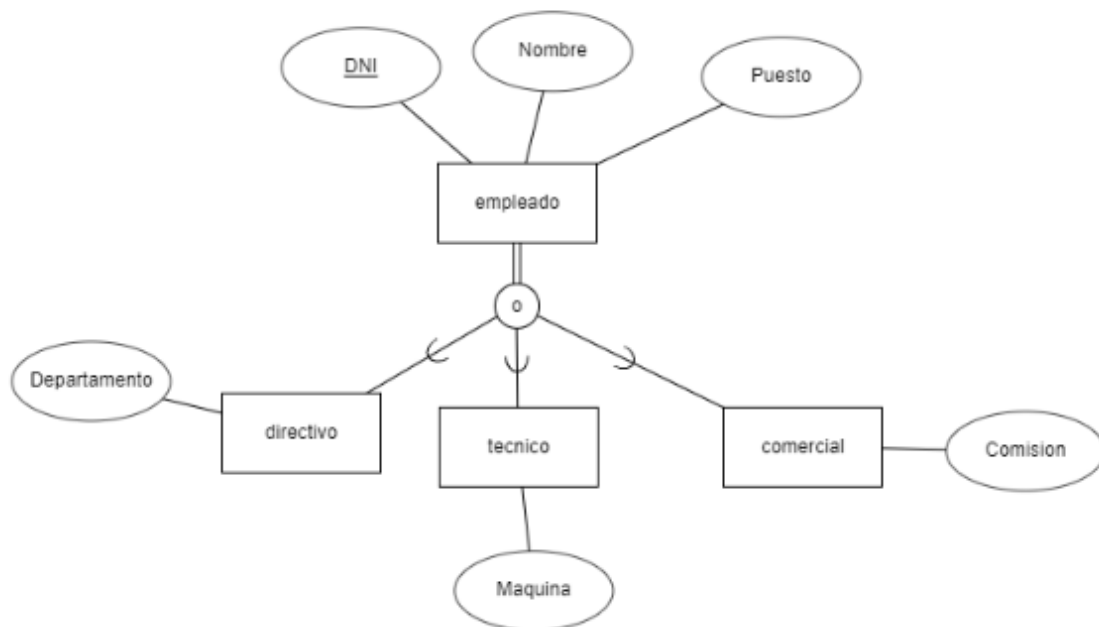 DNI
Nombre
Puesto
empleado
o
Departamento
directivo
tecnico
comercial
Comision
Maquina